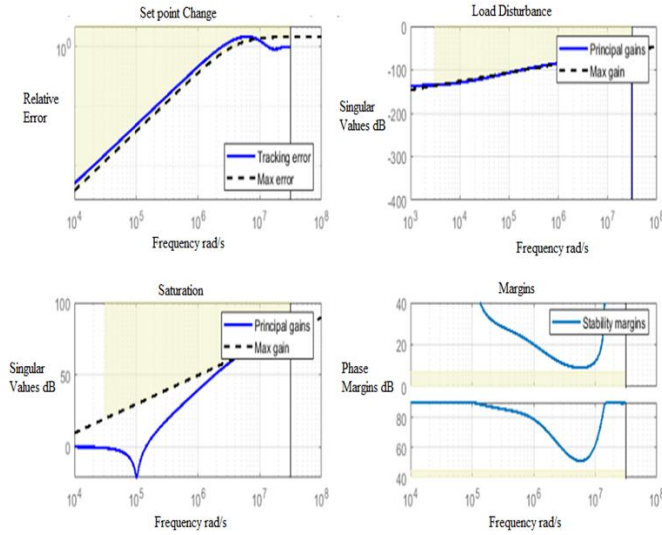 Set point Change
10^0
Relative
Error
Tracking error
Max error
10^4 10^5 10^6 10^7 10^8
Frequency rad/s
Load Disturbance
0
-100
-200
-300
-400
Singular
Values dB
Principal gains
Max gain
10^3 10^4 10^5 10^6 10^7 10^8
Frequency rad/s
Saturation
100
50
0
Singular
Values dB
Principal gains
Max gain
10^4 10^5 10^6 10^7 10^8
Frequency rad/s
Margins
40
20
0
Stability margins
Phase
Margins dB
80
60
40
10^4 10^5 10^6 10^7 10^8
Frequency rad/s